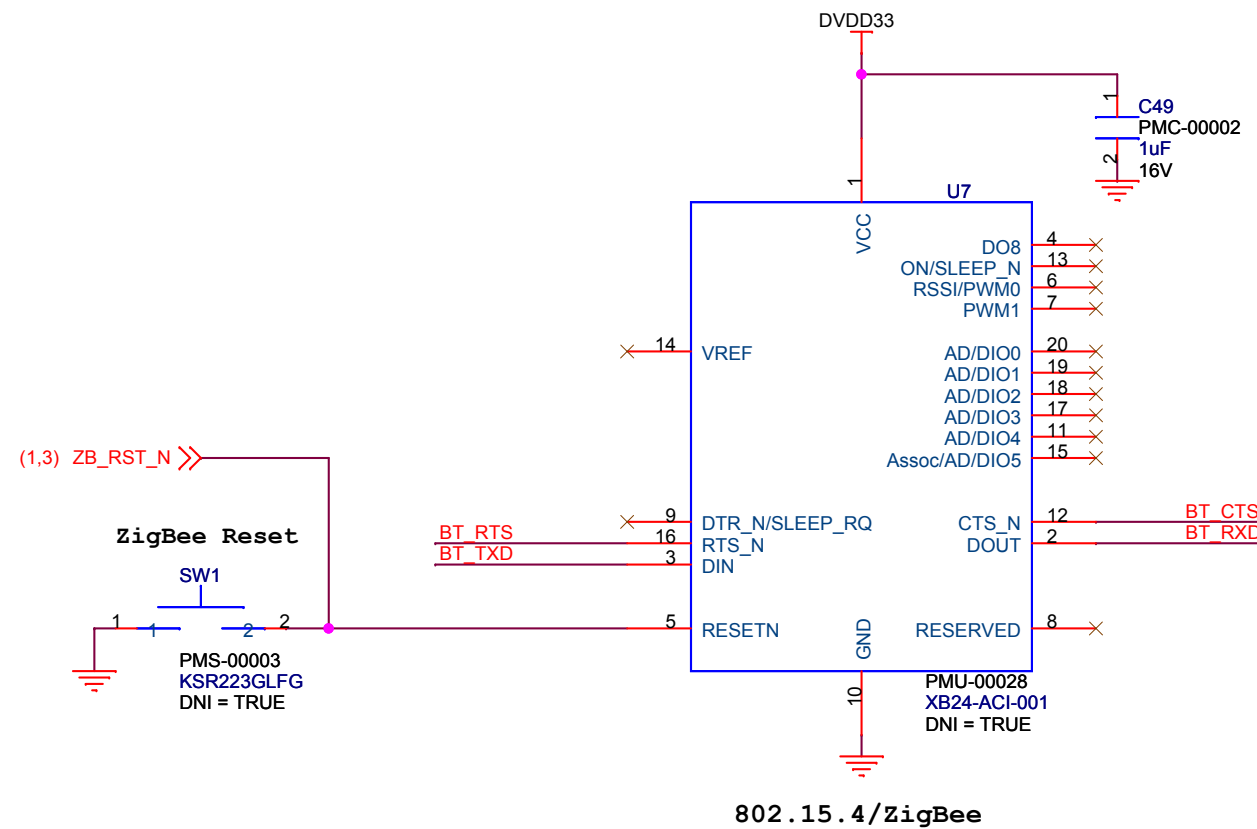 DVDD33
1
C49
PMC-00002
1uF
16V
2
1
U7
VCC
DO8 4
ON/SLEEP_N 13
RSSI/PWM0 6
PWM1 7
14 VREF
AD/DIO0 20
AD/DIO1 19
AD/DIO2 18
AD/DIO3 17
AD/DIO4 11
Assoc/AD/DIO5 15
(1,3) ZB_RST_N
ZigBee Reset
SW1
1 1 2 2
PMS-00003
KSR223GLFG
DNI = TRUE
9 DTR_N/SLEEP_RQ
BT_RTS 16 RTS_N
BT_TXD 3 DIN
CTS_N 12 BT_CTS
DOUT 2 BT_RXD
5 RESETN
RESERVED 8
GND
10
PMU-00028
XB24-ACI-001
DNI = TRUE
802.15.4/ZigBee